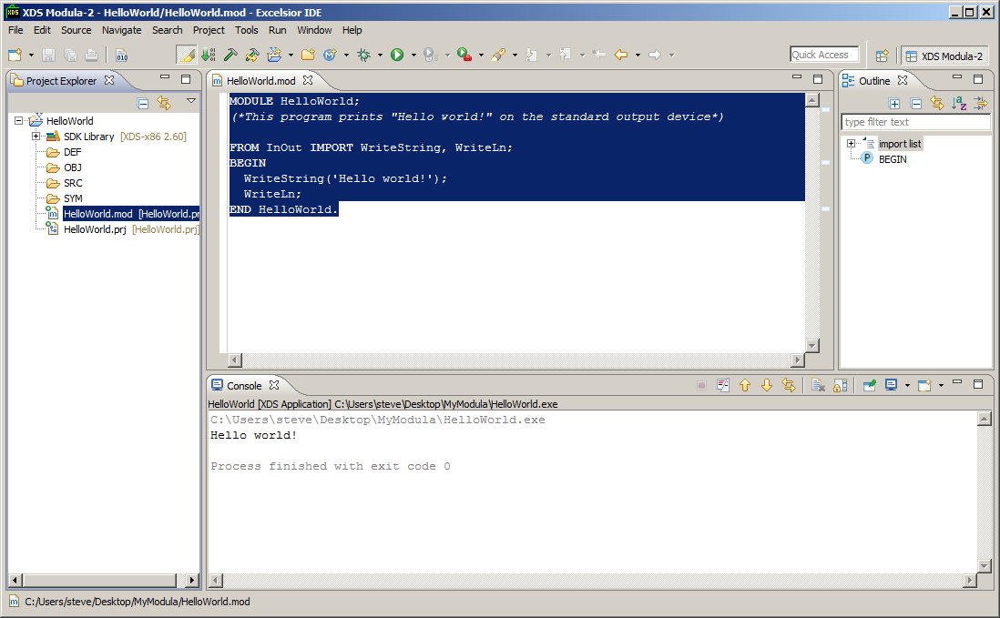 XDS Modula-2 - HelloWorld/HelloWorld.mod - Excelsior IDE
File Edit Source Navigate Search Project Tools Run Window Help
010
Quick Access
XDS Modula-2
Project Explorer
HelloWorld
SDK Library [XDS-x86 2.60]
DEF
OBJ
SRC
SYM
HelloWorld.mod [HelloWorld.pr
HelloWorld.prj [HelloWorld.prj]
HelloWorld.mod
MODULE HelloWorld;
(*This program prints "Hello world!" on the standard output device*)
FROM InOut IMPORT WriteString, WriteLn;
BEGIN
WriteString('Hello world!');
WriteLn;
END HelloWorld.
Outline
type filter text
import list
BEGIN
Console
HelloWorld [XDS Application] C:\Users\steve\Desktop\MyModula\HelloWorld.exe
C:\Users\steve\Desktop\MyModula\HelloWorld.exe
Hello world!
Process finished with exit code 0
C:/Users/steve/Desktop/MyModula/HelloWorld.mod